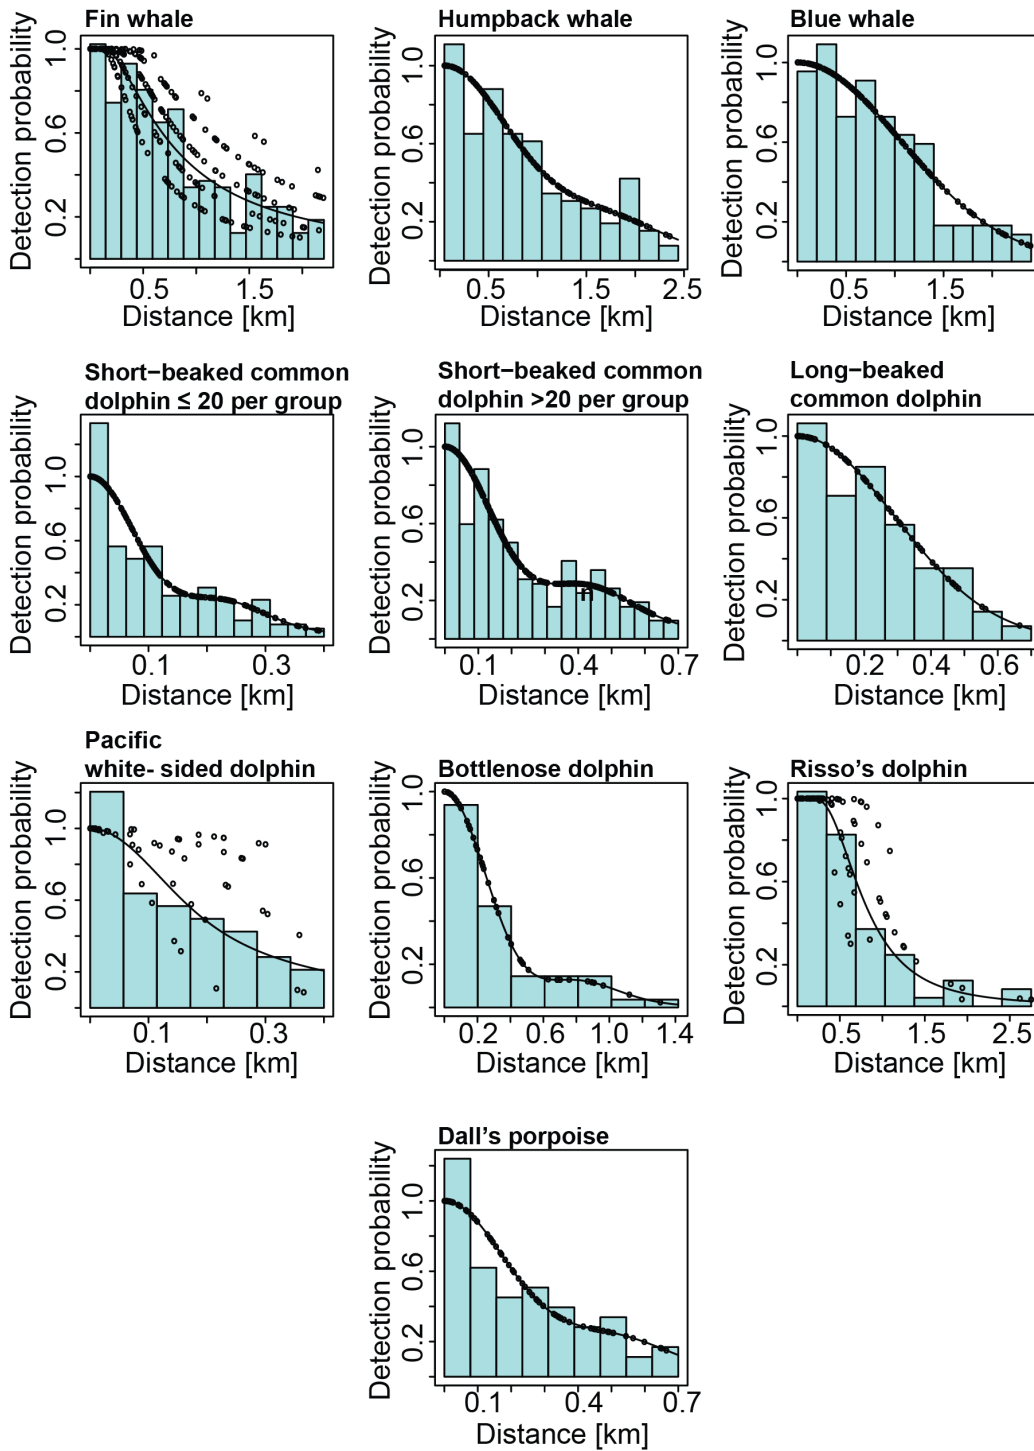 Fin whale
Detection probability
1.0
0.6
0.2
0.5
1.5
Distance [km]
Humpback whale
Detection probability
1.0
0.6
0.2
0.5
1.5
2.5
Distance [km]
Blue whale
Detection probability
1.0
0.6
0.2
0.5
1.5
Distance [km]
Short−beaked common
dolphin ≤ 20 per group
Detection probability
1.0
0.6
0.2
0.1
0.3
Distance [km]
Short−beaked common
dolphin >20 per group
Detection probability
1.0
0.6
0.2
n
0.1
0.4
0.7
Distance [km]
Long−beaked
common dolphin
Detection probability
1.0
0.6
0.2
0.2
0.4
0.6
Distance [km]
Pacific
white- sided dolphin
Detection probability
1.0
0.6
0.2
0.1
0.3
Distance [km]
Bottlenose dolphin
Detection probability
1.0
0.6
0.2
0.2
0.6
1.0
1.4
Distance [km]
Risso’s dolphin
Detection probability
1.0
0.6
0.2
0.5
1.5
2.5
Distance [km]
Dall’s porpoise
Detection probability
1.0
0.6
0.2
0.1
0.4
0.7
Distance [km]